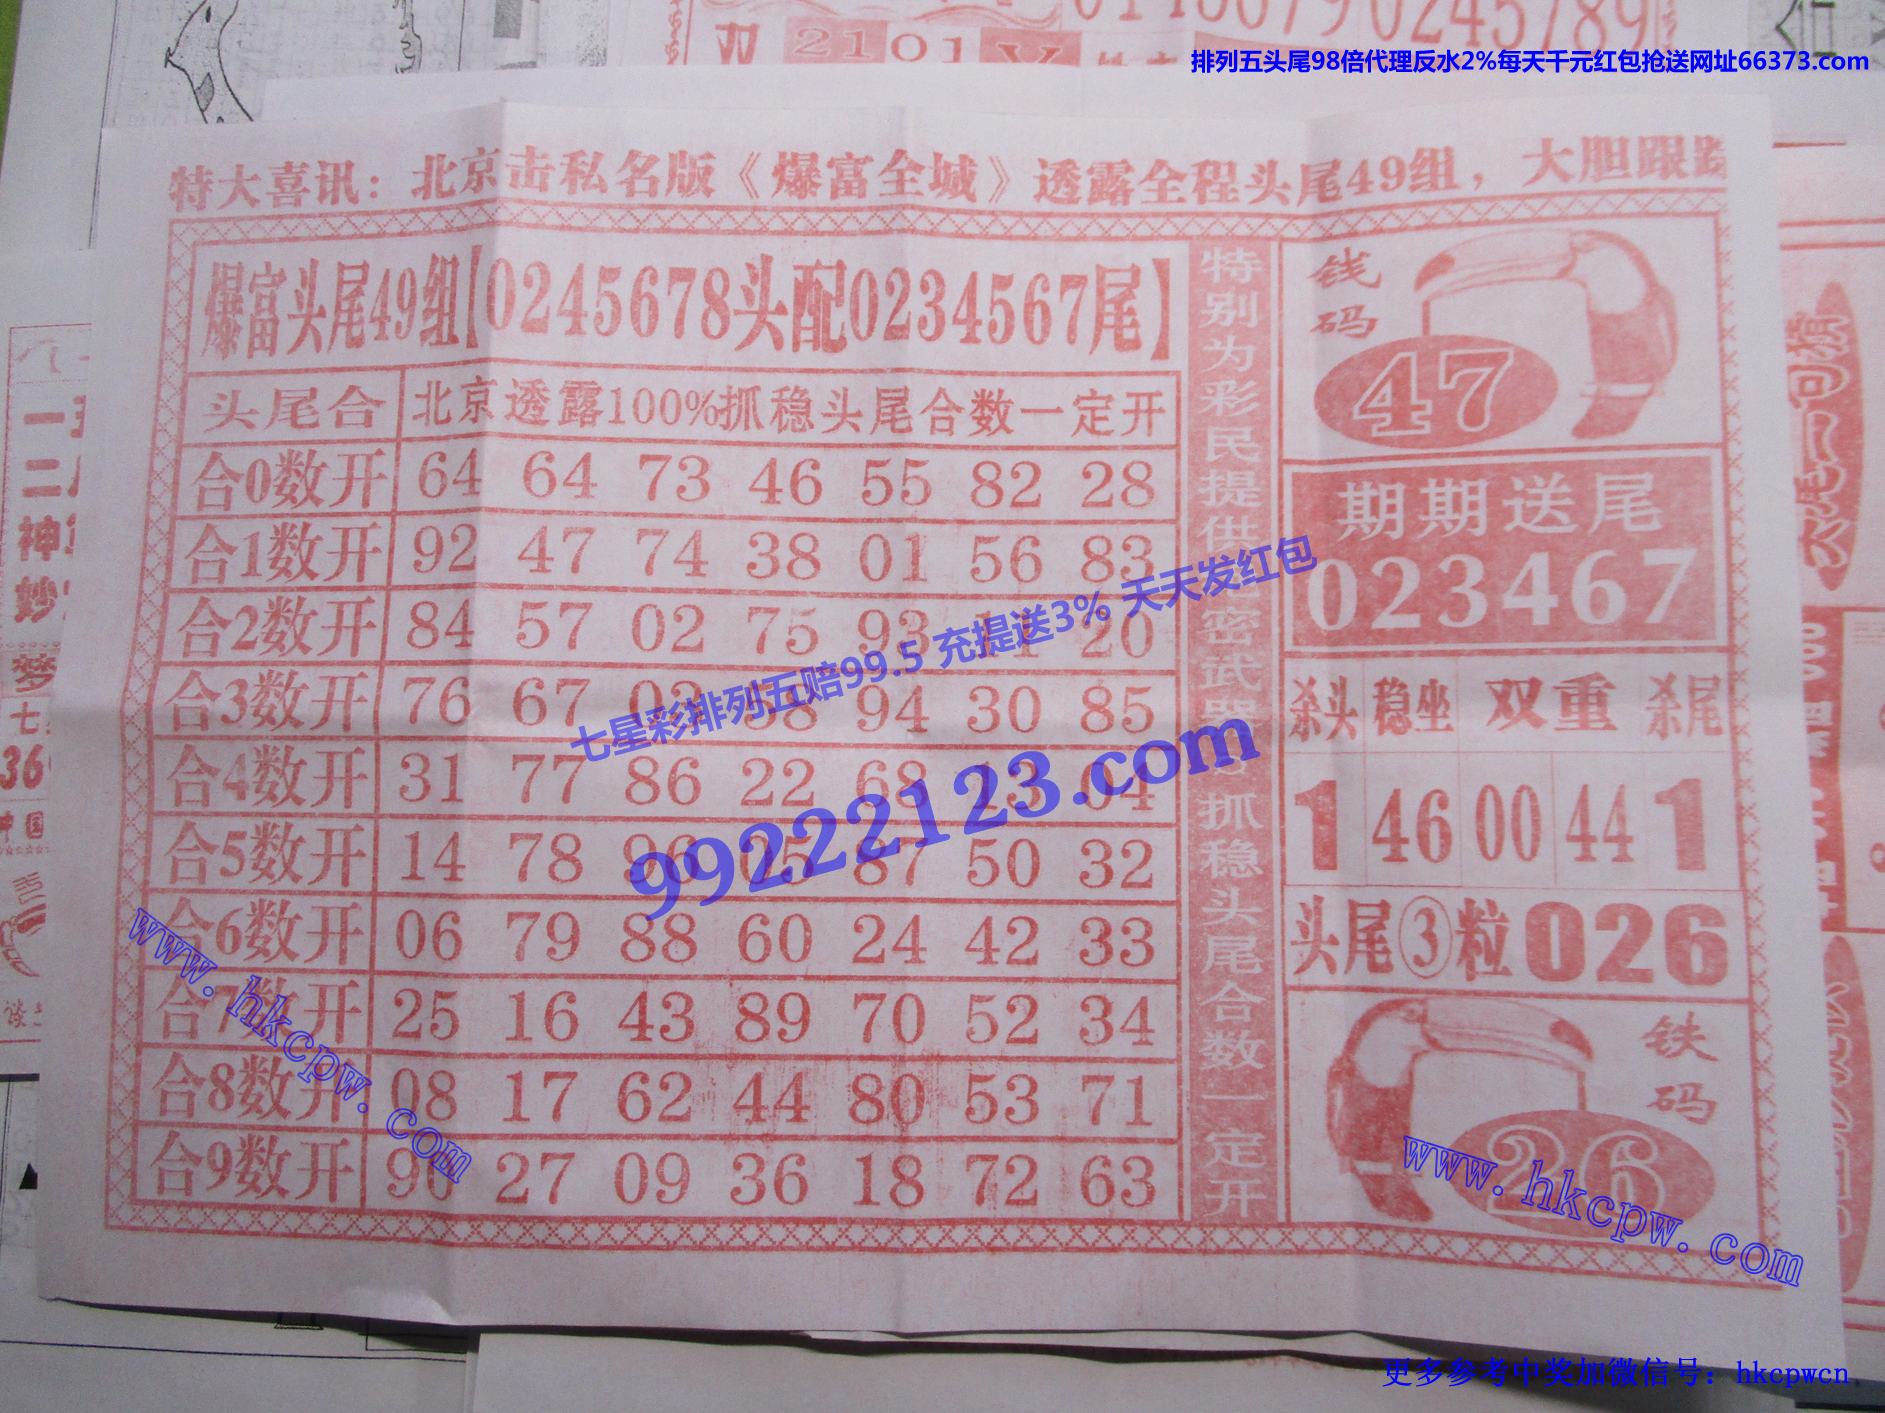 双 2101
0145679 0245789
排列五头尾98倍代理反水2%每天千元红包抢送网址66373.com
特大喜讯：北京击私名版《爆富全城》透露全程头尾49组，大胆跟踪
爆富头尾49组【0245678头配0234567尾】
头尾合 北京透露100%抓稳头尾合数一定开
合0数开 64 64 73 46 55 82 28
合1数开 92 47 74 38 01 56 83
合2数开 84 57 02 75 93 11 20
合3数开 76 67 03 58 94 30 85
合4数开 31 77 86 22 68 13 04
合5数开 14 78 96 05 87 50 32
合6数开 06 79 88 60 24 42 33
合7数开 25 16 43 89 70 52 34
合8数开 08 17 62 44 80 53 71
合9数开 90 27 09 36 18 72 63
特别为彩民提供 密武器 抓稳头尾合数一定开
钱码
47
期期送尾
023467
杀头 稳坐 双重 杀尾
1 46 00 44 1
头尾③粒026
铁码
26
七星彩排列五赔99.5 充提送3% 天天发红包
99222123.com
www.hkcpw.com
www.hkcpw.com
更多参考中奖加微信号：hkcpwcn